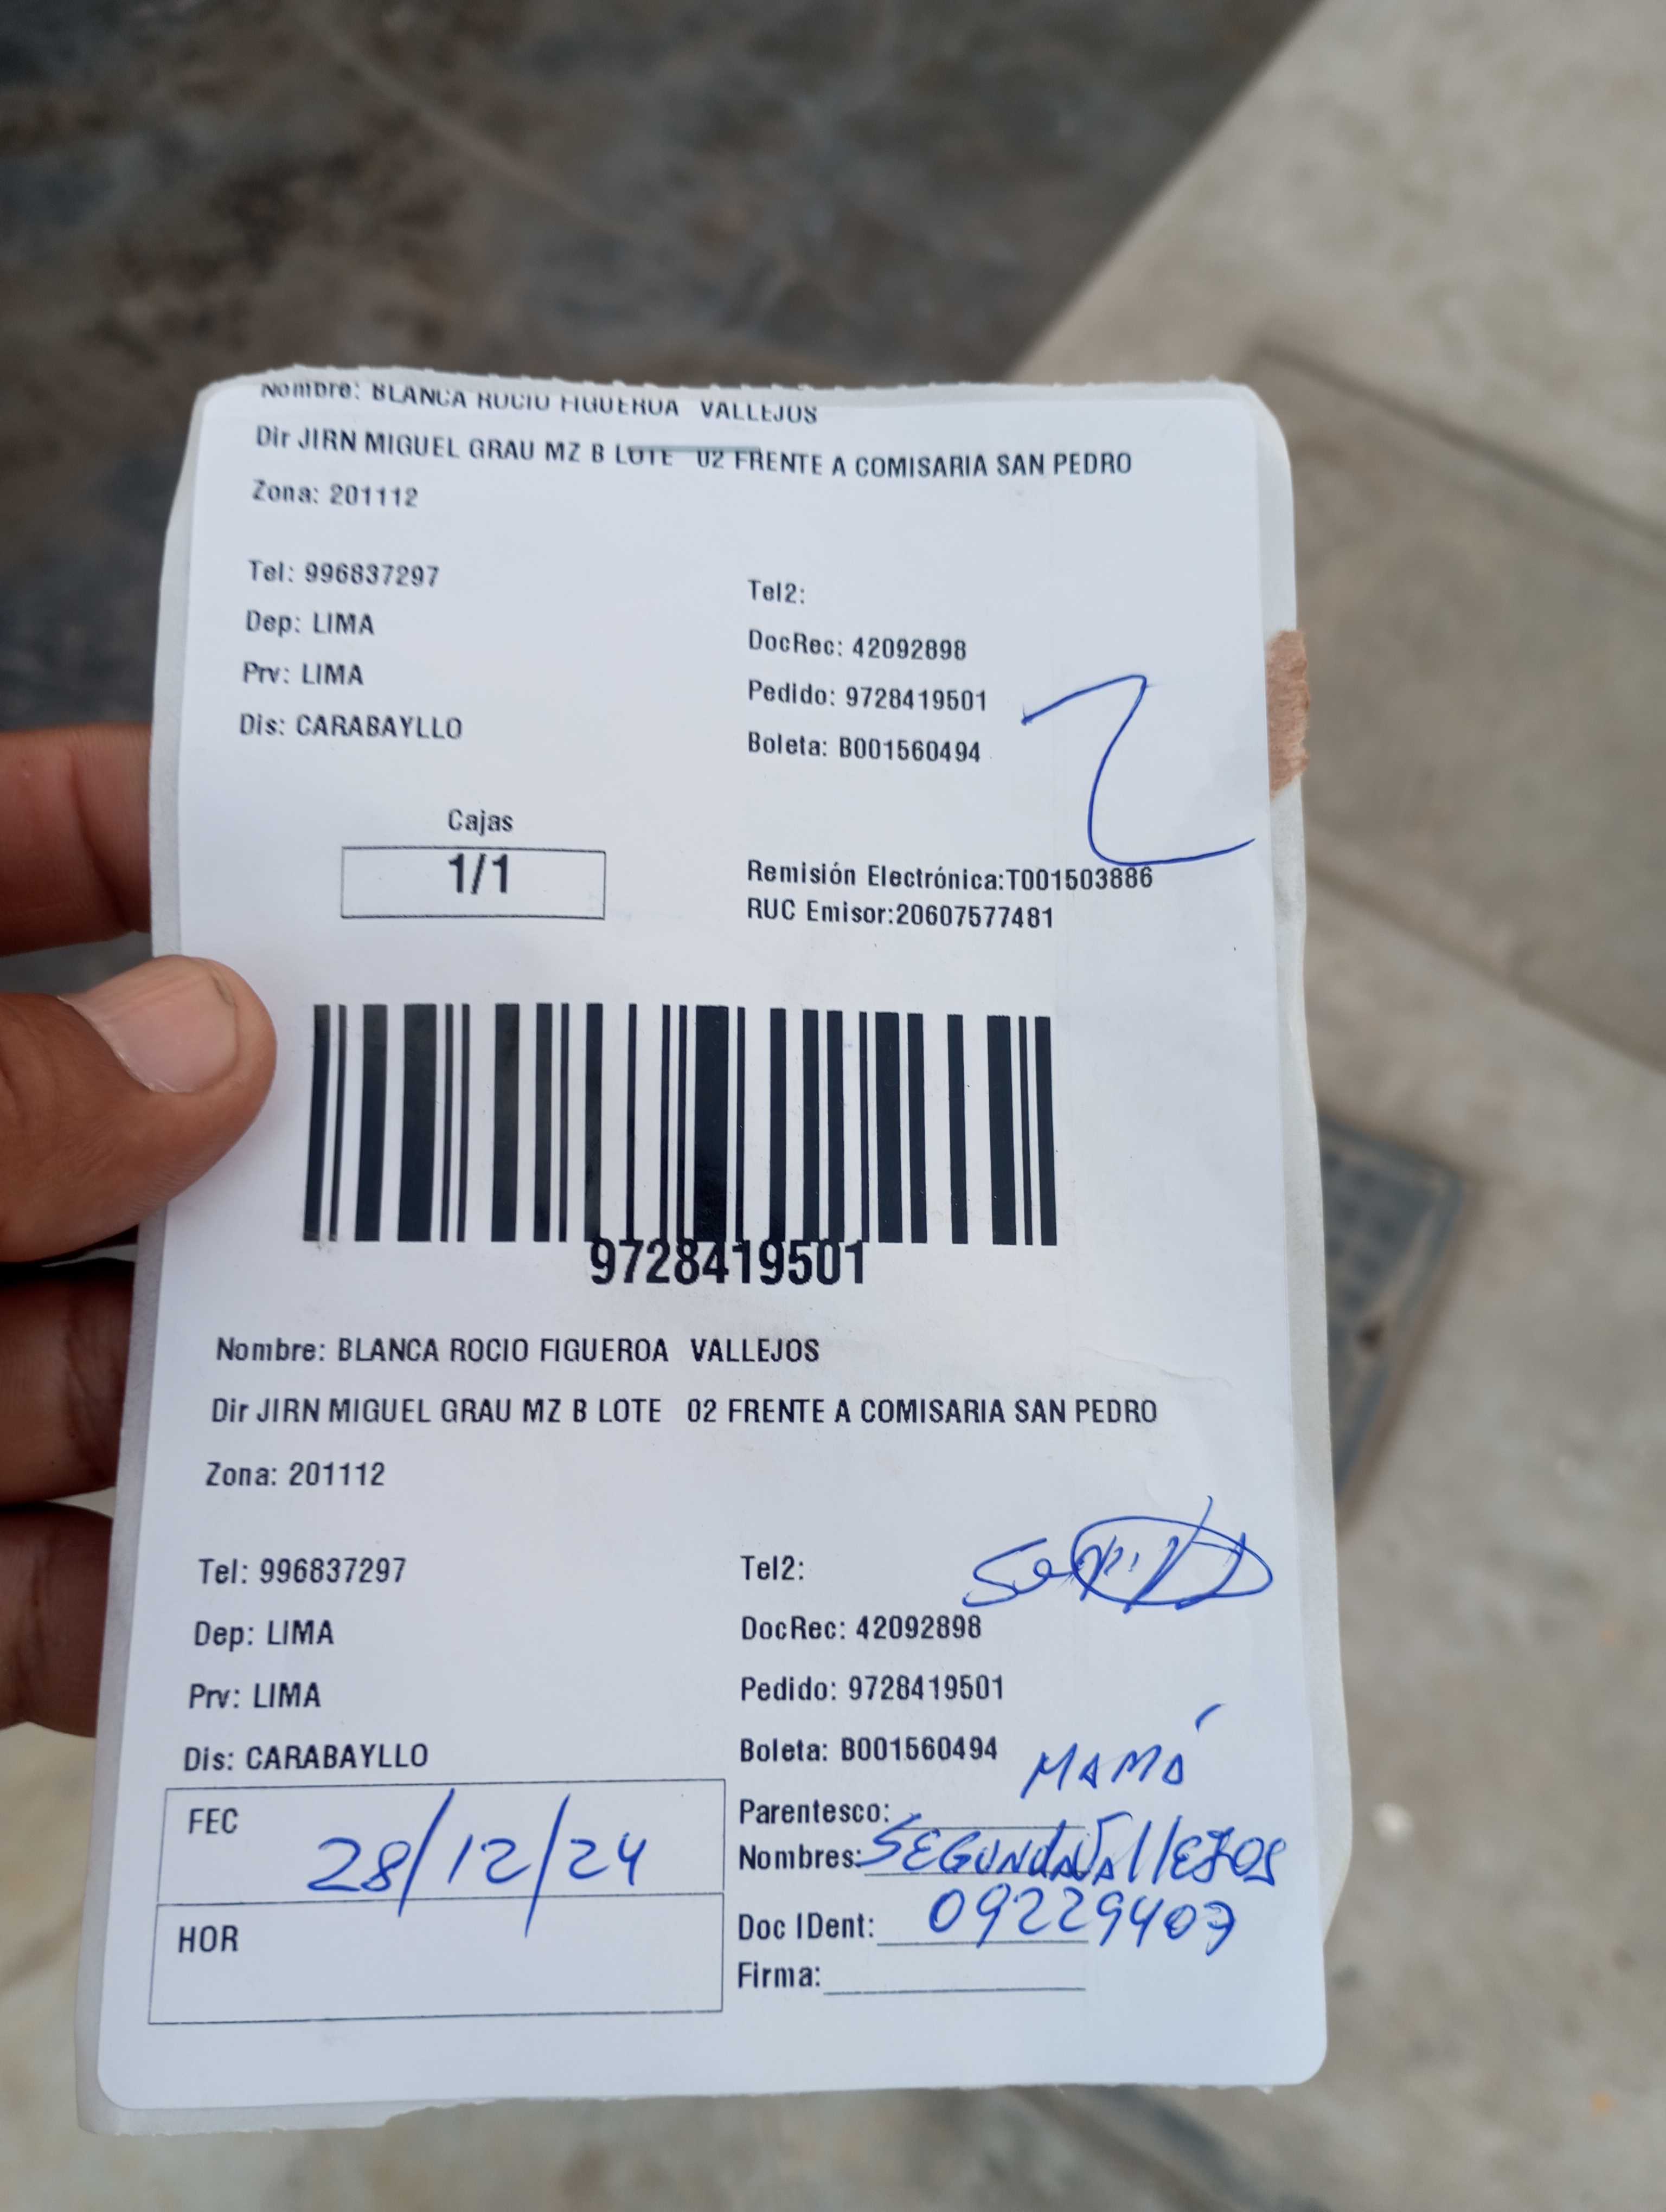 Nombre: BLANCA ROCIO FIGUEROA VALLEJOS
Dir JIRN MIGUEL GRAU MZ B LOTE 02 FRENTE A COMISARIA SAN PEDRO
Zona: 201112
Tel: 996837297
Tel2:
Dep: LIMA
DocRec: 42092898
Prv: LIMA
Pedido: 9728419501
Dis: CARABAYLLO
Boleta: B001560494
Cajas
1/1
Remisión Electrónica:T001503886
RUC Emisor:20607577481
9728419501
Nombre: BLANCA ROCIO FIGUEROA VALLEJOS
Dir JIRN MIGUEL GRAU MZ B LOTE 02 FRENTE A COMISARIA SAN PEDRO
Zona: 201112
Tel: 996837297
Tel2:
Dep: LIMA
DocRec: 42092898
Prv: LIMA
Pedido: 9728419501
Dis: CARABAYLLO
Boleta: B001560494
FEC 28/12/24
HOR
Parentesco: MAMÁ
Nombres: SEGUNDA VALLEJOS
Doc IDent: 09229407
Firma: